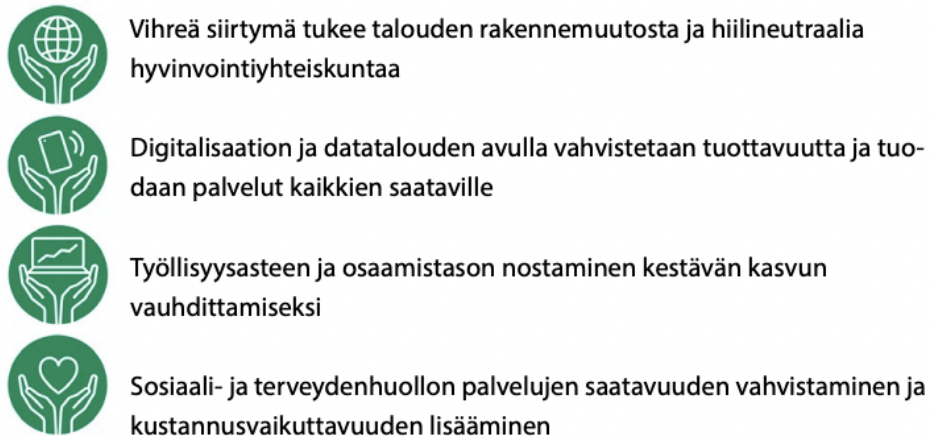 Vihreä siirtymä tukee talouden rakennemuutosta ja hiilineutraalia
hyvinvointiyhteiskuntaa
Digitalisaation ja datatalouden avulla vahvistetaan tuottavuutta ja tuo-
daan palvelut kaikkien saataville
Työllisyysasteen ja osaamistason nostaminen kestävän kasvun
vauhdittamiseksi
Sosiaali- ja terveydenhuollon palvelujen saatavuuden vahvistaminen ja
kustannusvaikuttavuuden lisääminen